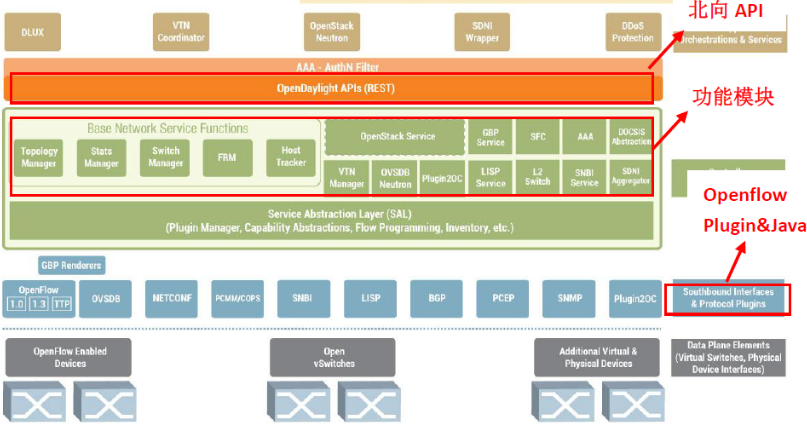 北向 API
DLUX
VTN
Coordinator
OpenStack
Neutron
SDNI
Wrapper
DDoS
Protection
Orchestrations & Services
AAA - AuthN Filter
OpenDaylight APIs (REST)
功能模块
Base Network Service Functions
Topology
Manager
Stats
Manager
Switch
Manager
FRM
Host
Tracker
OpenStack Service
GBP
Service
SFC
AAA
DOCSIS
Abstraction
VTN
Manager
OVSDB
Neutron
Plugin2OC
LISP
Service
L2
Switch
SNBI
Service
SDNI
Aggregator
Service Abstraction Layer (SAL)
(Plugin Manager, Capability Abstractions, Flow Programming, Inventory, etc.)
Openflow
Plugin&Java
GBP Renderers
OpenFlow
1.0 1.3 TTP
OVSDB
NETCONF
PCMM/COPS
SNBI
LISP
BGP
PCEP
SNMP
Plugin2OC
Southbound Interfaces
& Protocol Plugins
OpenFlow Enabled
Devices
Open
vSwitches
Additional Virtual &
Physical Devices
Data Plane Elements
(Virtual Switches, Physical
Device Interfaces)